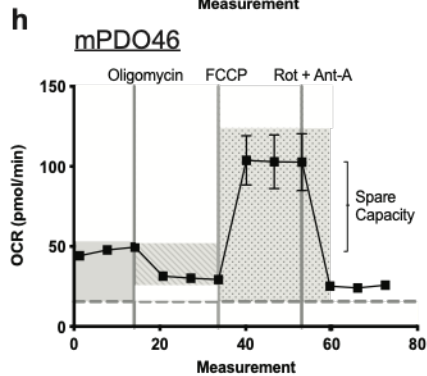 Measurement
h
mPDO46
Oligomycin FCCP Rot + Ant-A
150
100
50
0
OCR (pmol/min)
Spare
Capacity
0 20 40 60 80
Measurement